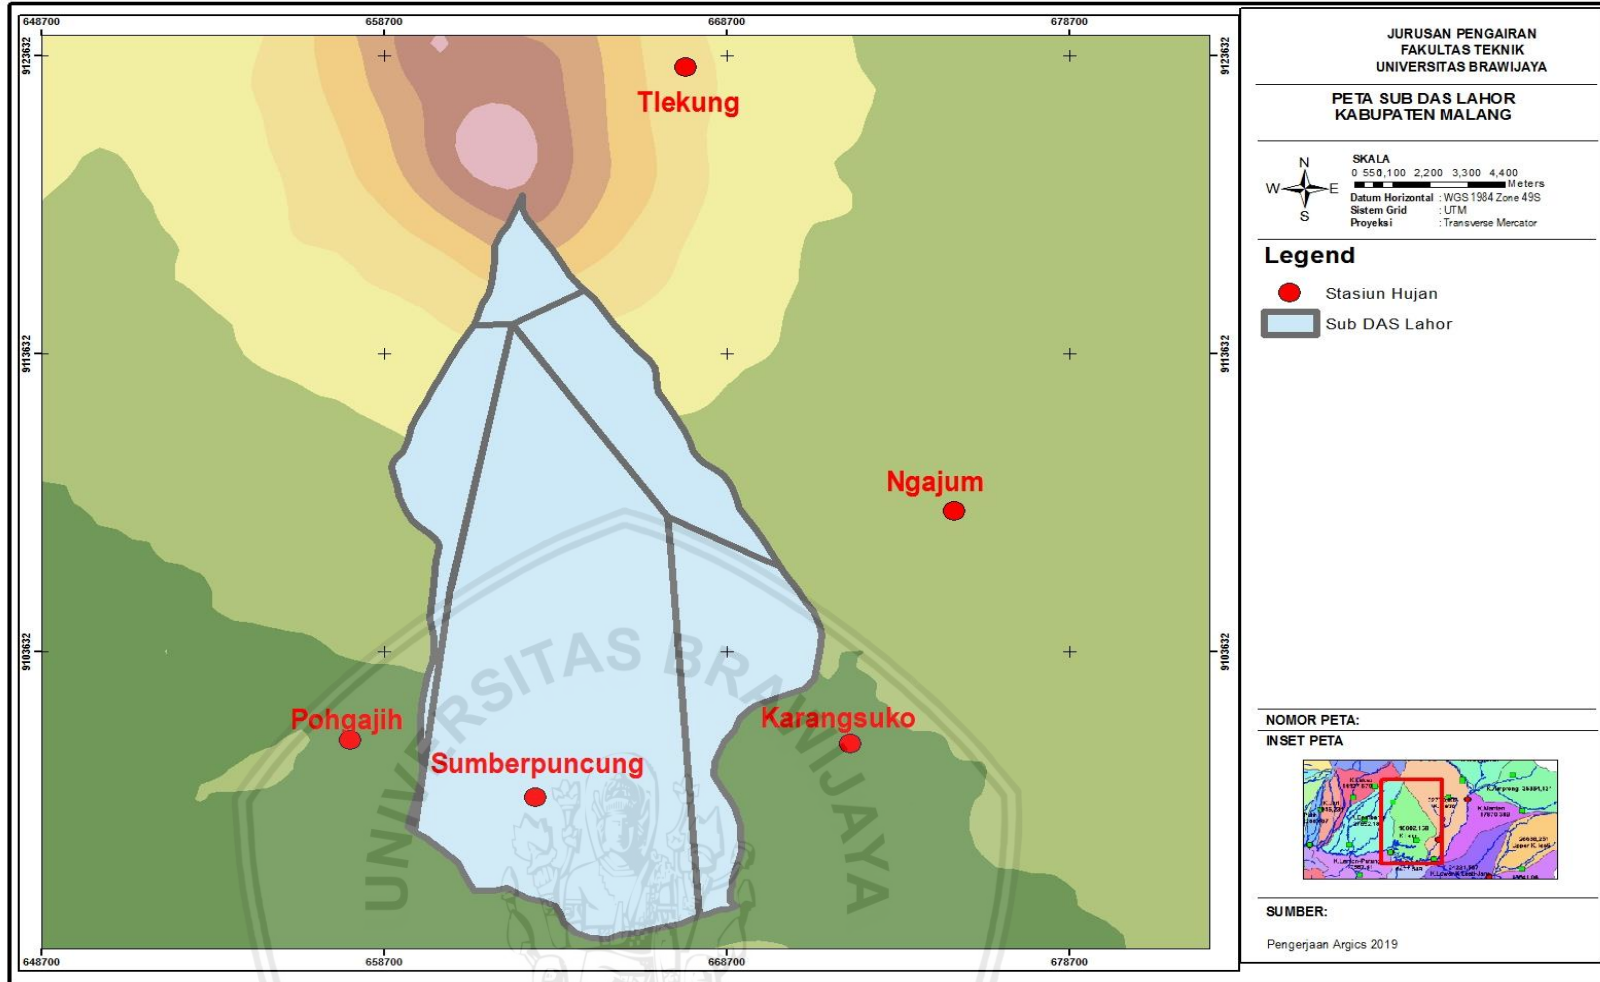 648700
658700
668700
678700
9123632
9123632
Tlekung
9113632
9113632
Ngajum
9103632
9103632
Pohgajih
Karangsuko
Sumberpuncung
UNIVERSITAS BRAWIJAYA
648700
658700
668700
678700
JURUSAN PENGAIRAN
FAKULTAS TEKNIK
UNIVERSITAS BRAWIJAYA
PETA SUB DAS LAHOR
KABUPATEN MALANG
N
W E
S
SKALA
0 550 1,100 2,200 3,300 4,400
Meters
Datum Horizontal : WGS 1984 Zone 49S
Sistem Grid : UTM
Proyeksi : Transverse Mercator
Legend
Stasiun Hujan
Sub DAS Lahor
NOMOR PETA:
INSET PETA
SUMBER:
Pengerjaan Argics 2019